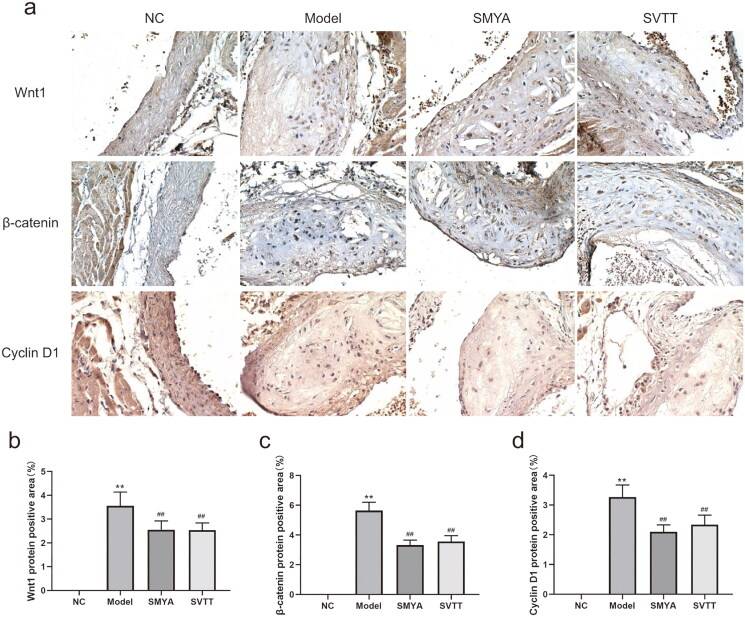 a
NC Model SMYA SVTT
Wnt1
β-catenin
Cyclin D1
b
Wnt1 protein positive area(%)
5
4
3
2
1
0
**
##
##
NC Model SMYA SVTT
c
β-catenin protein positive area(%)
8
6
4
2
0
**
##
##
NC Model SMYA SVTT
d
Cyclin D1 protein positive area(%)
5
4
3
2
1
0
**
##
##
NC Model SMYA SVTT